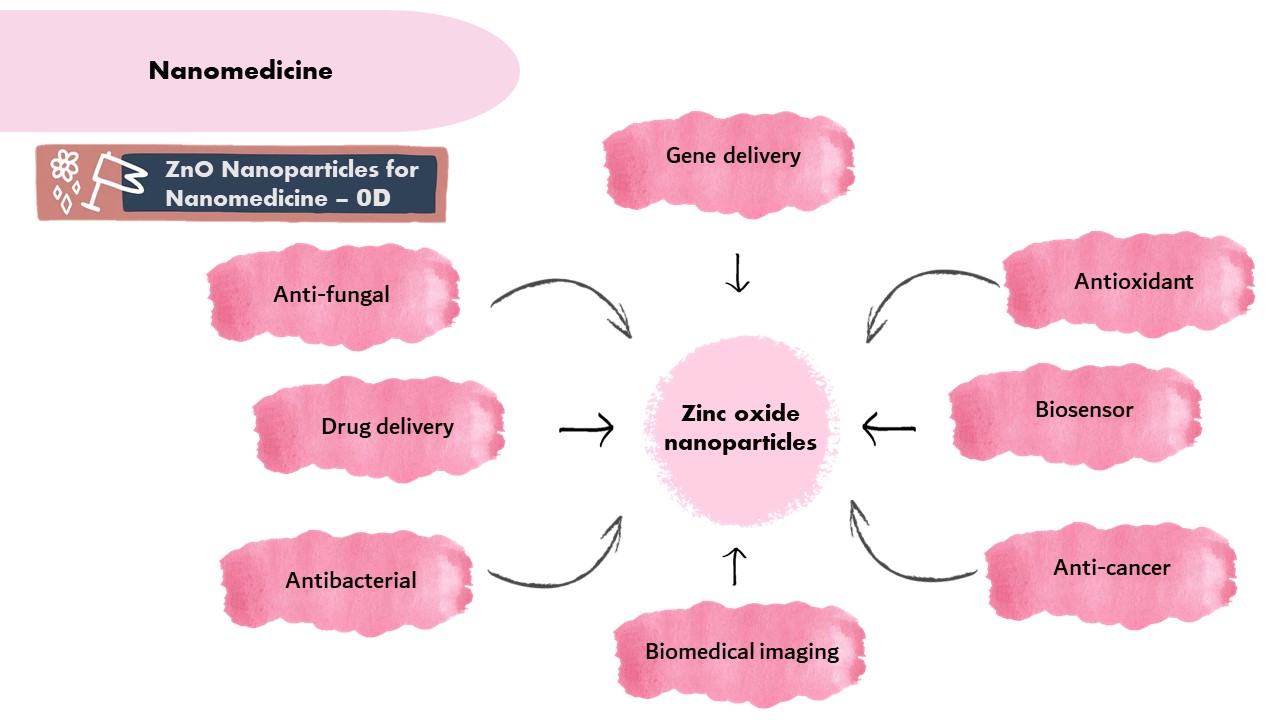 Nanomedicine
ZnO Nanoparticles for
Nanomedicine – 0D
Gene delivery
Anti-fungal
Antioxidant
Drug delivery
Zinc oxide
nanoparticles
Biosensor
Antibacterial
Anti-cancer
Biomedical imaging